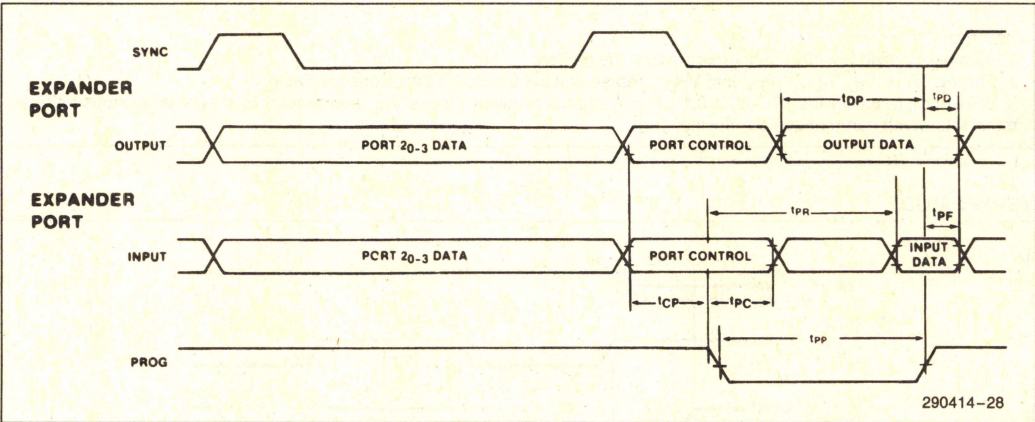 SYNC
EXPANDER
PORT
tDP
tPD
OUTPUT
PORT 20-3 DATA
PORT CONTROL
OUTPUT DATA
EXPANDER
PORT
tPR
tPF
INPUT
PCRT 20-3 DATA
PORT CONTROL
INPUT
DATA
tCP
tPC
PROG
tPP
290414-28